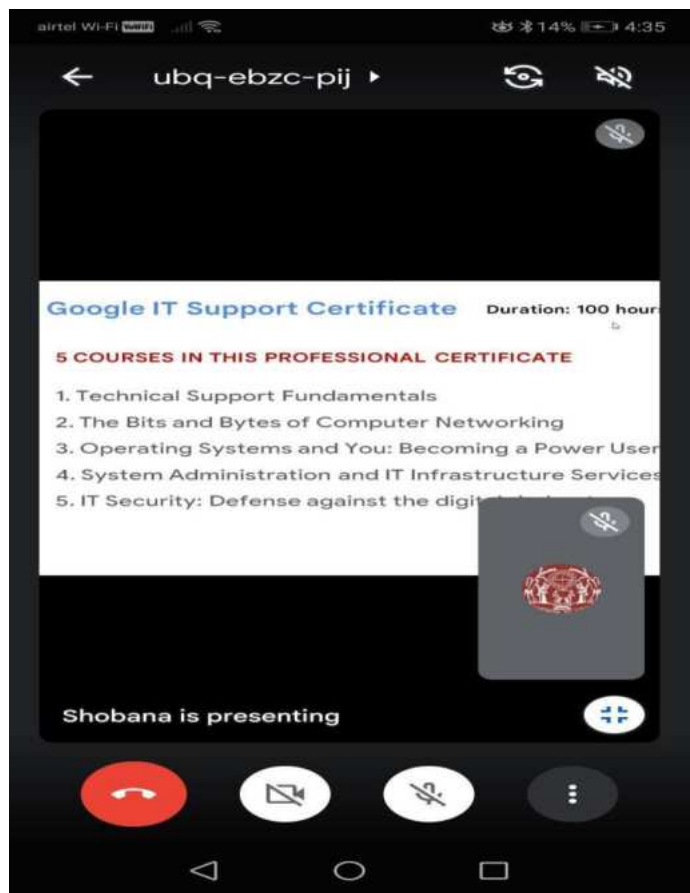 airtel Wi-Fi VoWiFi 14% 4:35
ubq-ebzc-pij
Google IT Support Certificate Duration: 100 hour
5 COURSES IN THIS PROFESSIONAL CERTIFICATE
1. Technical Support Fundamentals
2. The Bits and Bytes of Computer Networking
3. Operating Systems and You: Becoming a Power User
4. System Administration and IT Infrastructure Services
5. IT Security: Defense against the
Shobana is presenting